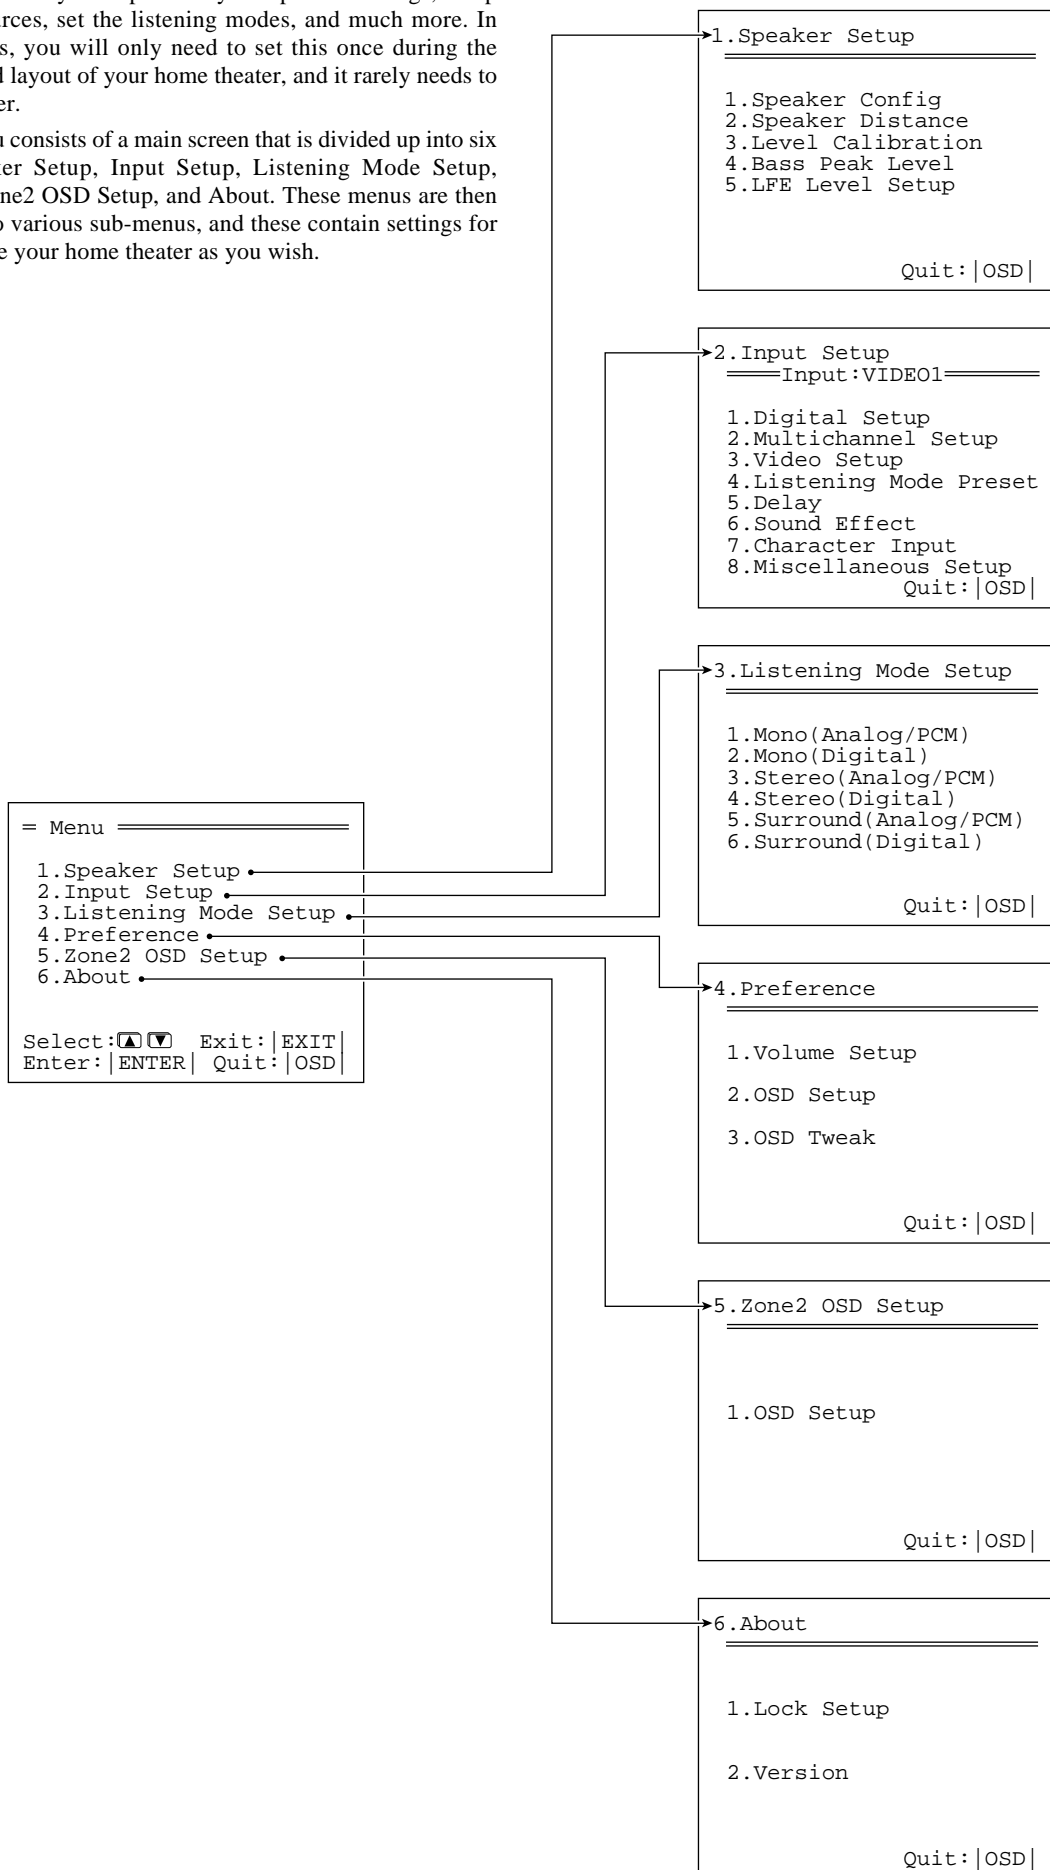 rces, set the listening modes, and much more. In
s, you will only need to set this once during the
layout of your home theater, and it rarely needs to
er.
consists of a main screen that is divided up into six
er Setup, Input Setup, Listening Mode Setup,
ne2 OSD Setup, and About. These menus are then
various sub-menus, and these contain settings for
e your home theater as you wish.
= Menu
1.Speaker Setup
2.Input Setup
3.Listening Mode Setup
4.Preference
5.Zone2 OSD Setup
6.About
Select:▲ ▼ Exit:|EXIT|
Enter:|ENTER| Quit:|OSD|
1.Speaker Setup
1.Speaker Config
2.Speaker Distance
3.Level Calibration
4.Bass Peak Level
5.LFE Level Setup
Quit:|OSD|
2.Input Setup
Input:VIDEO1
1.Digital Setup
2.Multichannel Setup
3.Video Setup
4.Listening Mode Preset
5.Delay
6.Sound Effect
7.Character Input
8.Miscellaneous Setup
Quit:|OSD|
3.Listening Mode Setup
1.Mono(Analog/PCM)
2.Mono(Digital)
3.Stereo(Analog/PCM)
4.Stereo(Digital)
5.Surround(Analog/PCM)
6.Surround(Digital)
Quit:|OSD|
4.Preference
1.Volume Setup
2.OSD Setup
3.OSD Tweak
Quit:|OSD|
5.Zone2 OSD Setup
1.OSD Setup
Quit:|OSD|
6.About
1.Lock Setup
2.Version
Quit:|OSD|